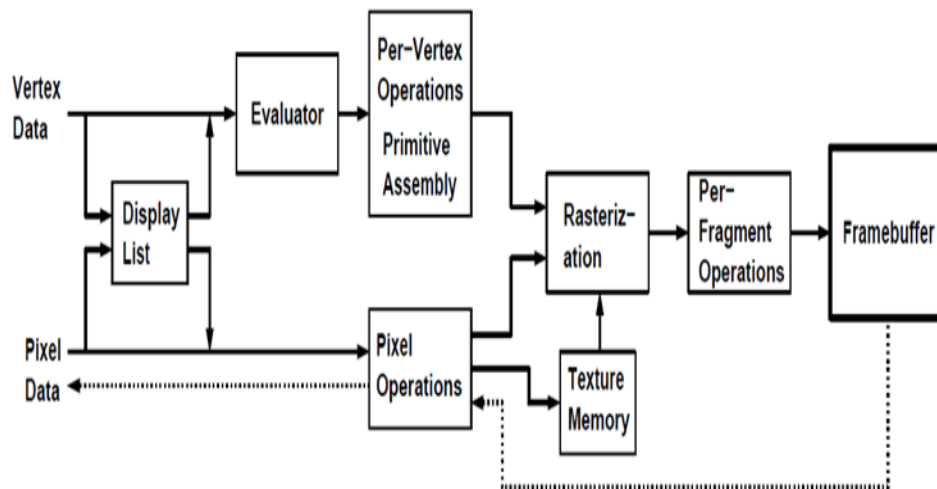 Vertex
Data
Evaluator
Per-Vertex
Operations
Primitive
Assembly
Display
List
Rasteriz-
ation
Per-
Fragment
Operations
Framebuffer
Pixel
Data
Pixel
Operations
Texture
Memory